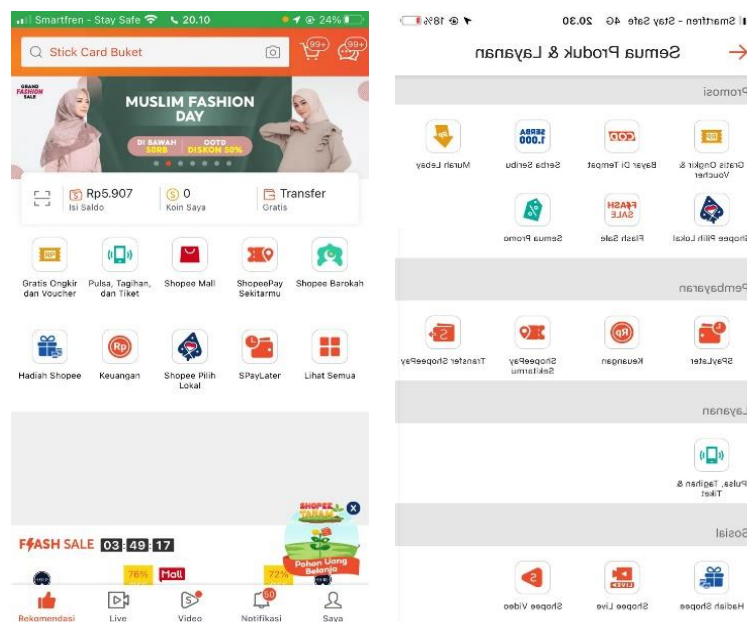 Smartfren - Stay Safe 20.10 24%
Stick Card Buket 99+ 99+
GRAND
FASHION
SALE
MUSLIM FASHION
DAY
DI BAWAH OOTD
50RB DISKON 50%
Rp5.907 0 Transfer
Isi Saldo Koin Saya Gratis
Gratis Ongkir Pulsa, Tagihan, Shopee Mall ShopeePay Shopee Barokah
dan Voucher dan Tiket Sekitarmu
Hadiah Shopee Keuangan Shopee Pilih SPayLater Lihat Semua
Lokal
SHOPEE
TANAM
Pohon Uang
Belanja
FLASH SALE 03 49 17
76% Mall 72%
50
Rekomendasi Live Video Notifikasi Saya
Smartfren - Stay Safe 4G 20.30 18%
Semua Produk & Layanan
Promosi
RP COD SERBA
1.000
Gratis Ongkir & Bayar Di Tempat Serba Seribu Murah Lebay
Voucher
FLASH
SALE
Shopee Pilih Lokal Flash Sale Semua Promo
Pembayaran
Rp
SPayLater Keuangan ShopeePay Transfer ShopeePay
Sekitarmu
Layanan
Pulsa, Tagihan &
Tiket
Sosial
LIVE
Hadiah Shopee Shopee Live Shopee Video